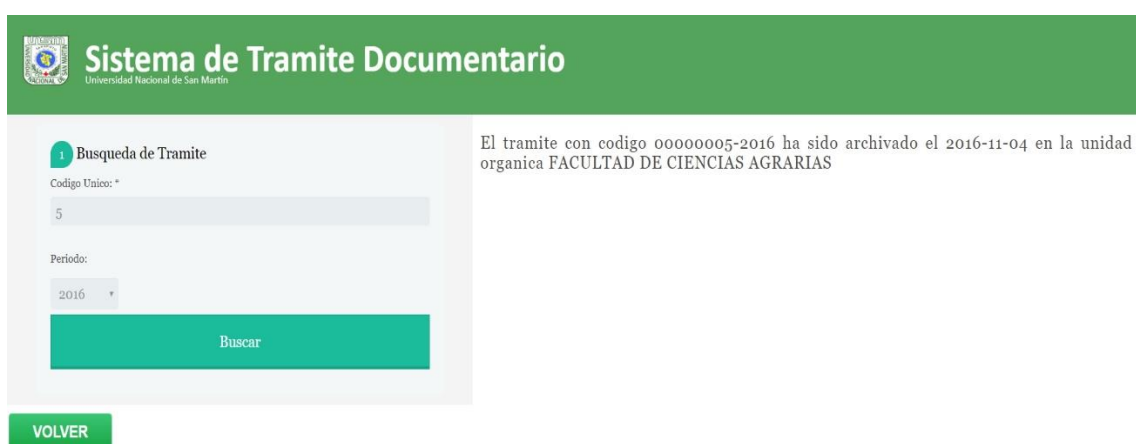 Sistema de Tramite Documentario
Universidad Nacional de San Martín
1 Busqueda de Tramite
Codigo Unico: *
5
Periodo:
2016
Buscar
El tramite con codigo 00000005-2016 ha sido archivado el 2016-11-04 en la unidad
organica FACULTAD DE CIENCIAS AGRARIAS
VOLVER